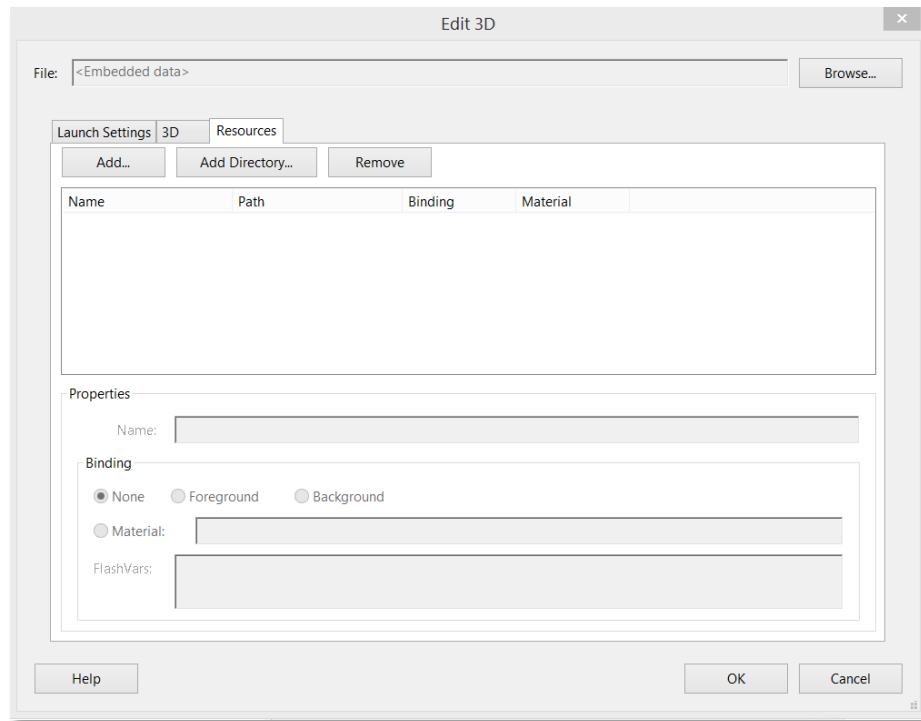 Edit 3D
File: <Embedded data> Browse...
Launch Settings 3D Resources
Add... Add Directory... Remove
Name Path Binding Material
Properties
Name:
Binding
None Foreground Background
Material:
FlashVars:
Help OK Cancel